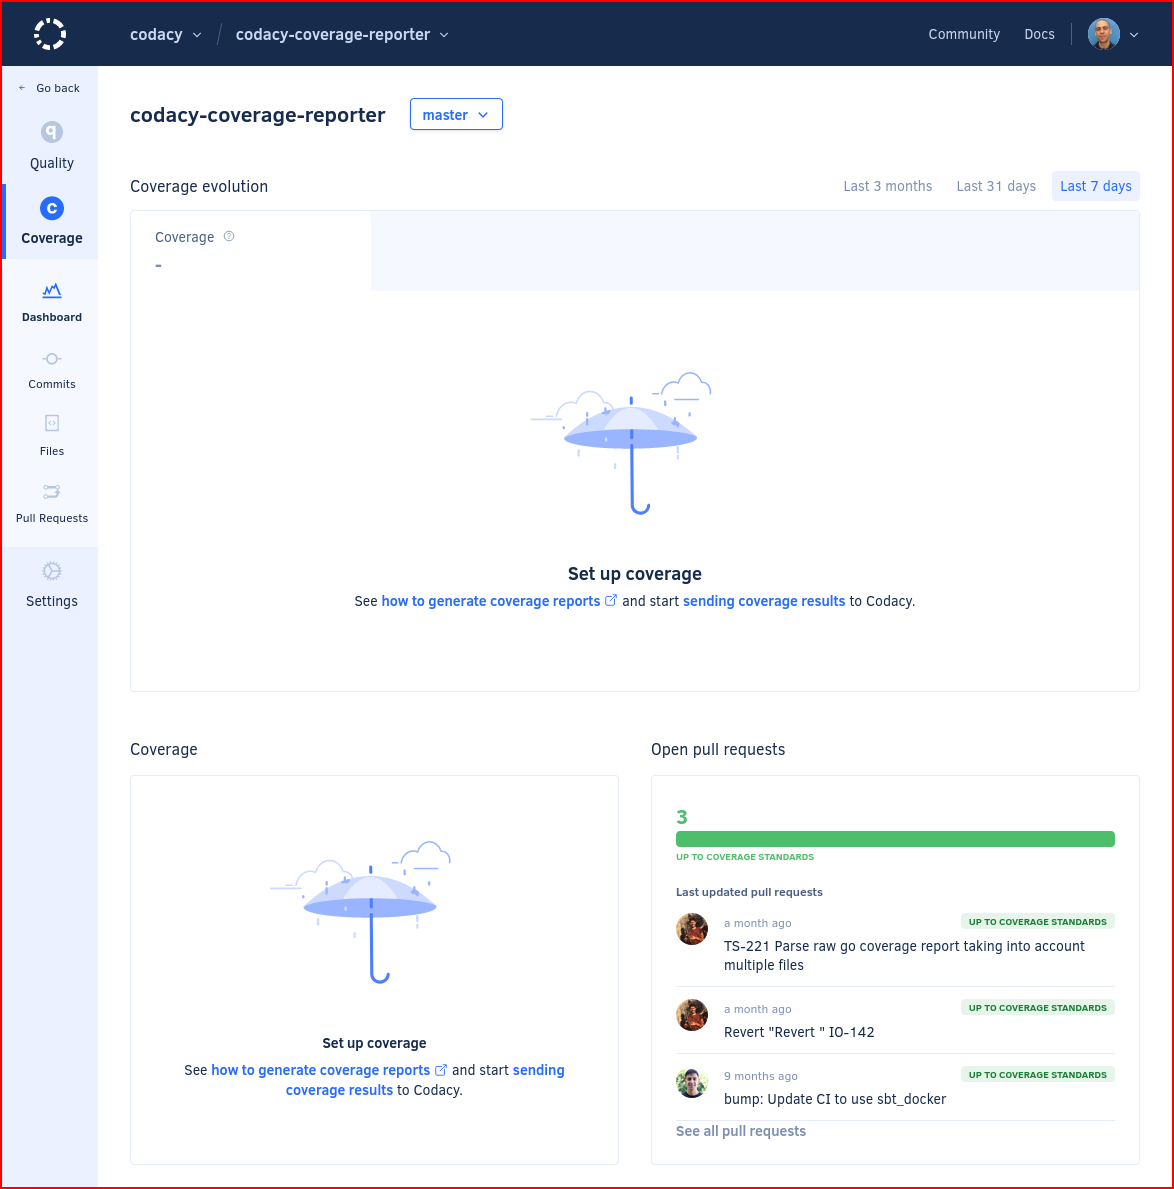 codacy
codacy-coverage-reporter
Community
Docs
Go back
q
Quality
c
Coverage
Dashboard
Commits
Files
Pull Requests
Settings
codacy-coverage-reporter
master
Coverage evolution
Last 3 months
Last 31 days
Last 7 days
Coverage ?
-
Set up coverage
See how to generate coverage reports and start sending coverage results to Codacy.
Coverage
Set up coverage
See how to generate coverage reports and start sending
coverage results to Codacy.
Open pull requests
3
UP TO COVERAGE STANDARDS
Last updated pull requests
a month ago
UP TO COVERAGE STANDARDS
TS-221 Parse raw go coverage report taking into account
multiple files
a month ago
UP TO COVERAGE STANDARDS
Revert "Revert " IO-142
9 months ago
UP TO COVERAGE STANDARDS
bump: Update CI to use sbt_docker
See all pull requests